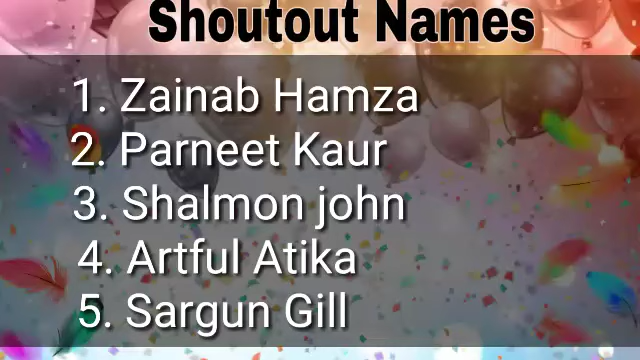 Shoutout Names
1. Zainab Hamza
2. Parneet Kaur
3. Shalmon john
4. Artful Atika
5. Sargun Gill